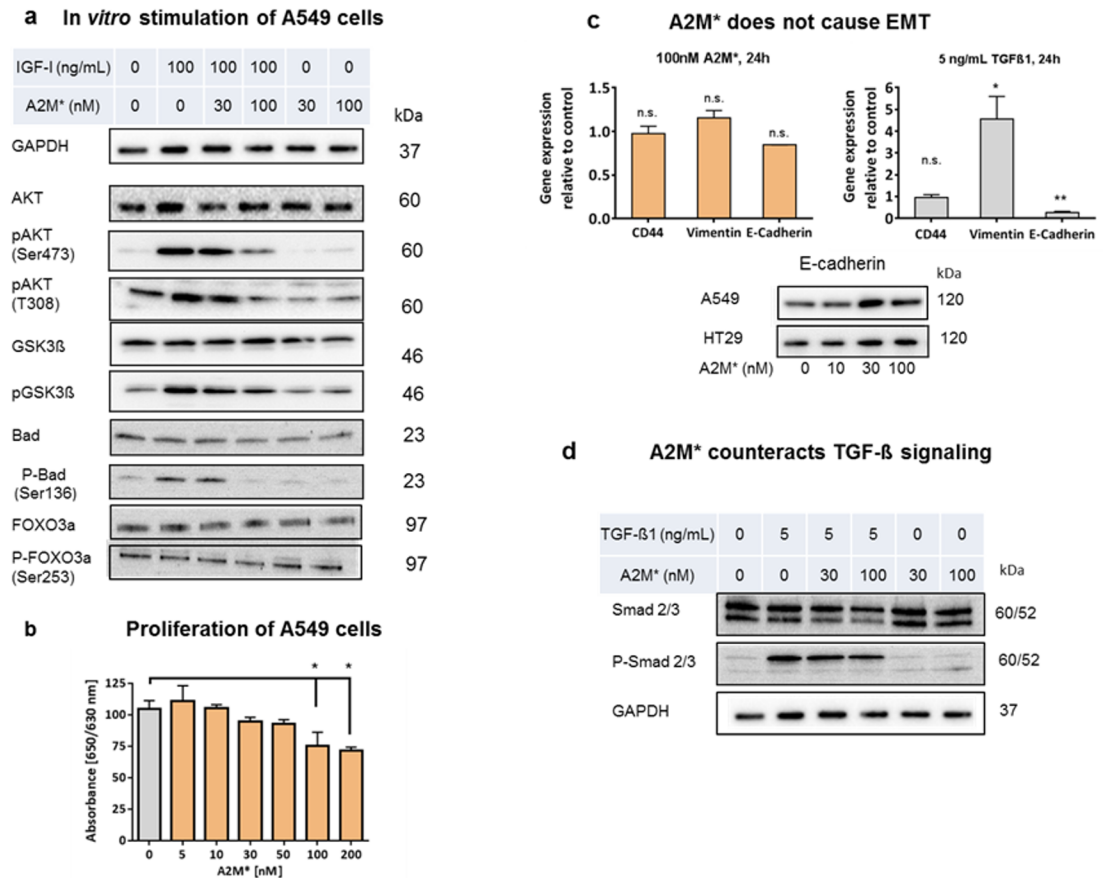 a In vitro stimulation of A549 cells
IGF-I (ng/mL) 0 100 100 100 0 0
A2M* (nM) 0 0 30 100 30 100
kDa
GAPDH 37
AKT 60
pAKT
(Ser473) 60
pAKT
(T308) 60
GSK3ß 46
pGSK3ß 46
Bad 23
P-Bad
(Ser136) 23
FOXO3a 97
P-FOXO3a
(Ser253) 97
b Proliferation of A549 cells
* *
Absorbance [650/630 nm]
125
100
75
50
25
0
0 5 10 30 50 100 200
A2M* [nM]
c A2M* does not cause EMT
100nM A2M*, 24h
Gene expression
relative to control
1.5
1.0
0.5
0.0
n.s. n.s. n.s.
CD44 Vimentin E-Cadherin
5 ng/mL TGFß1, 24h
Gene expression
relative to control
6
5
4
3
2
1
0
n.s. * **
CD44 Vimentin E-Cadherin
E-cadherin
kDa
A549 120
HT29 120
A2M* (nM) 0 10 30 100
d A2M* counteracts TGF-ß signaling
TGF-ß1 (ng/mL) 0 5 5 5 0 0
A2M* (nM) 0 0 30 100 30 100
kDa
Smad 2/3 60/52
P-Smad 2/3 60/52
GAPDH 37